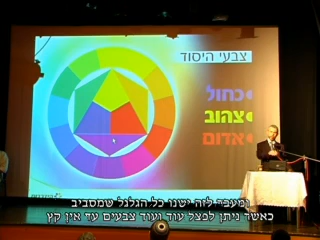 צבעי היסוד
כחול
צהוב
אדום
ומעבר לזה ישנו כל הגלגל שמסביב
כאשר ניתן לפצל עוד ועוד צבעים עד אין קץ